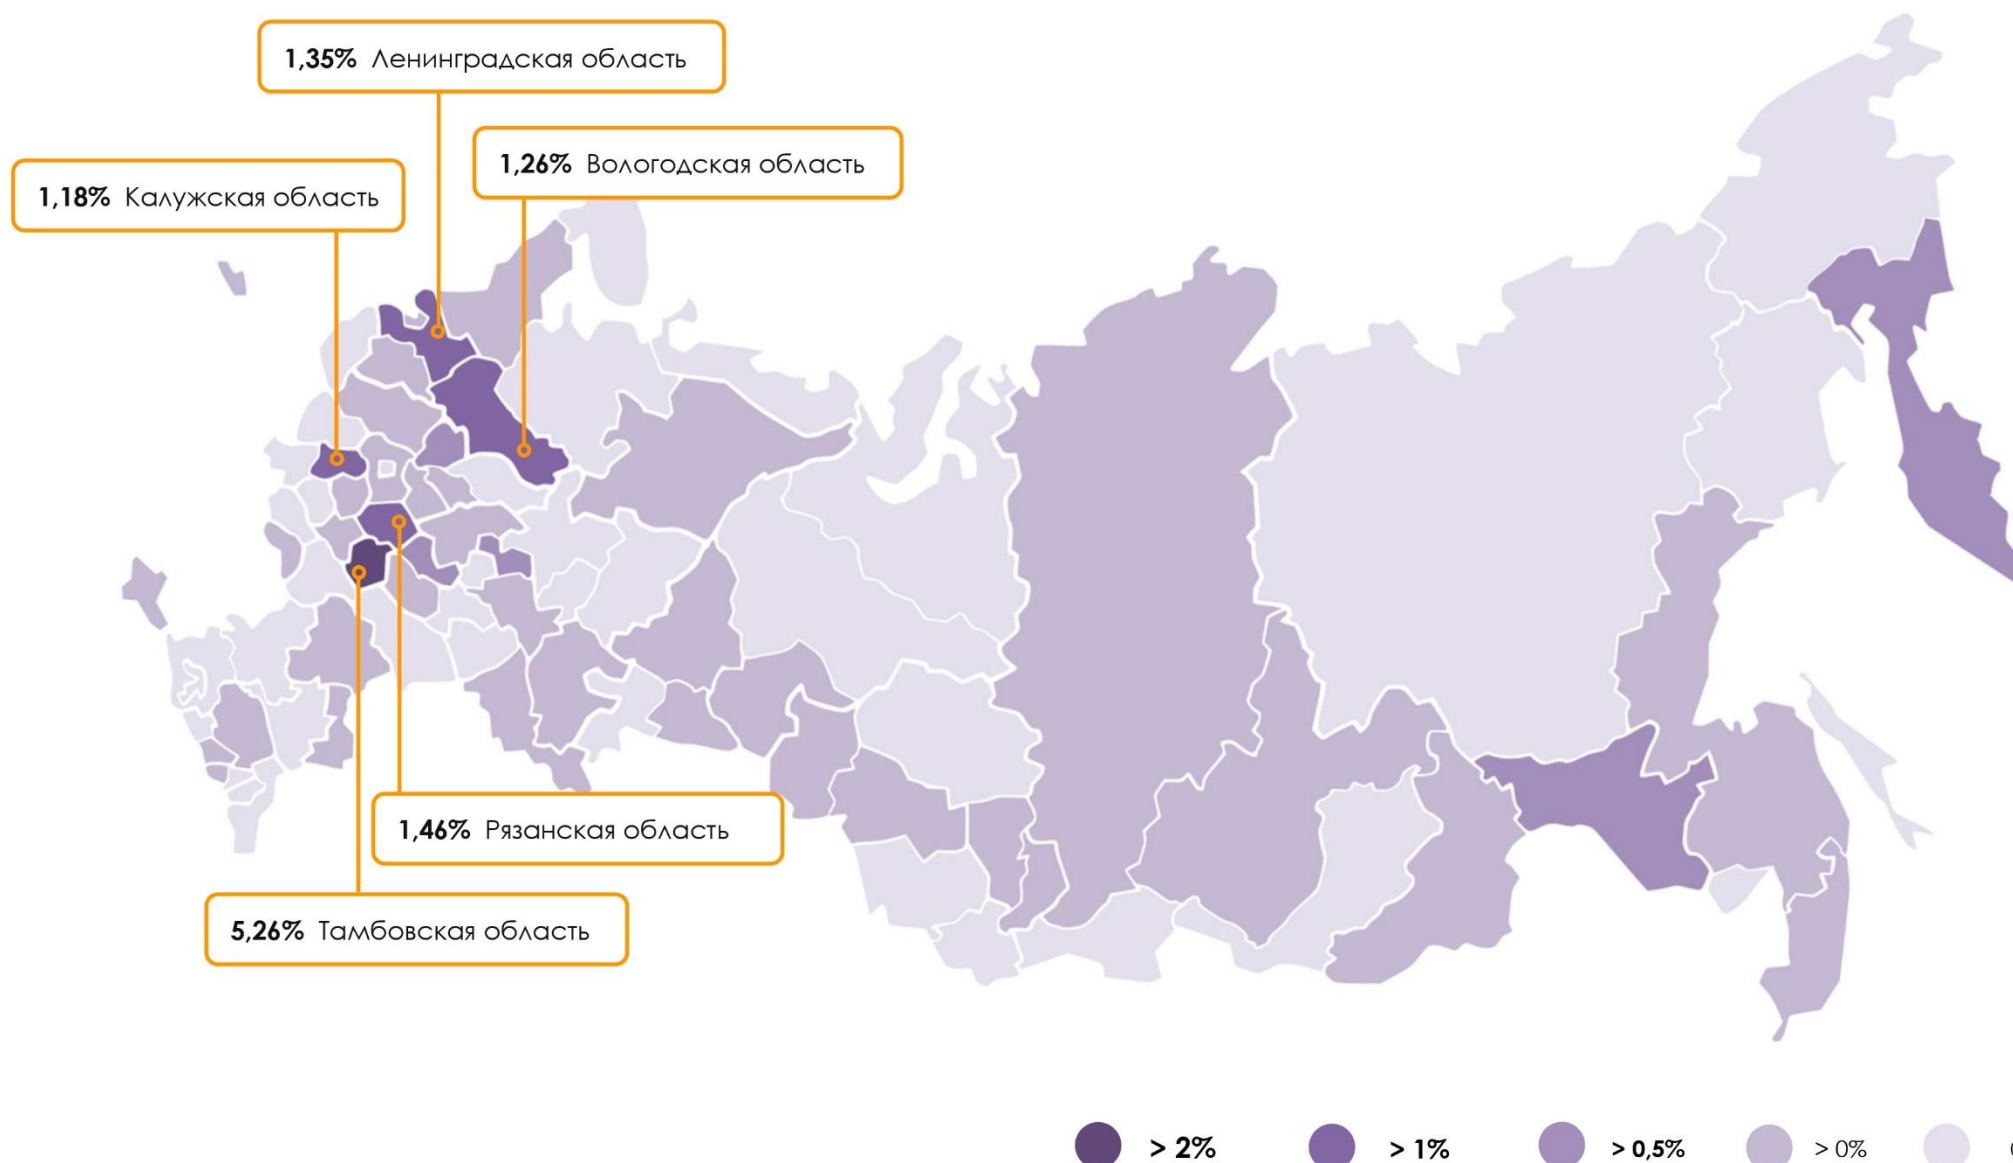 1,35% Ленинградская область
1,26% Вологодская область
1,18% Калужская область
1,46% Рязанская область
5,26% Тамбовская область
> 2%
> 1%
> 0,5%
> 0%